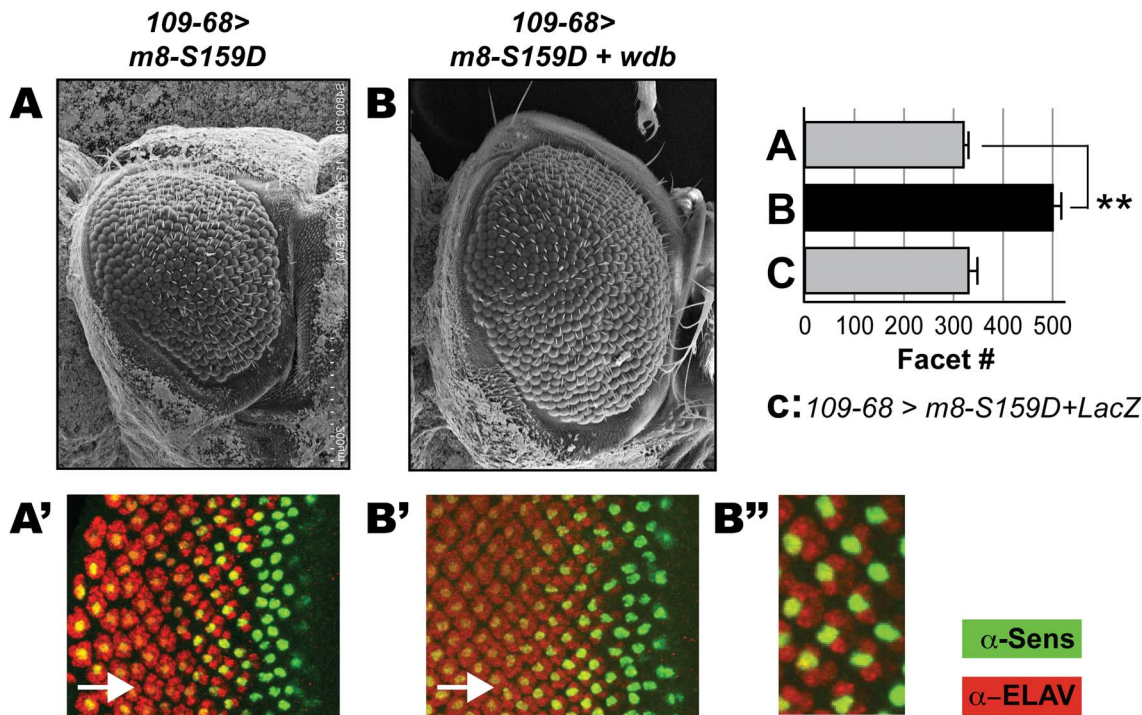 109-68>
m8-S159D
109-68>
m8-S159D + wdb
A
B
A
B
C
**
0 100 200 300 400 500
Facet #
c: 109-68 > m8-S159D+LacZ
A’
B’
B”
α-Sens
α–ELAV